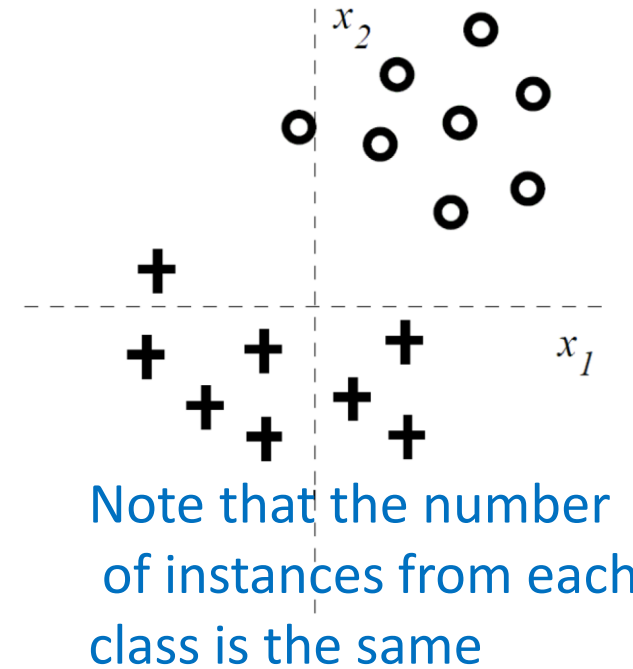 x2
x1
Note that the number
of instances from each
class is the same